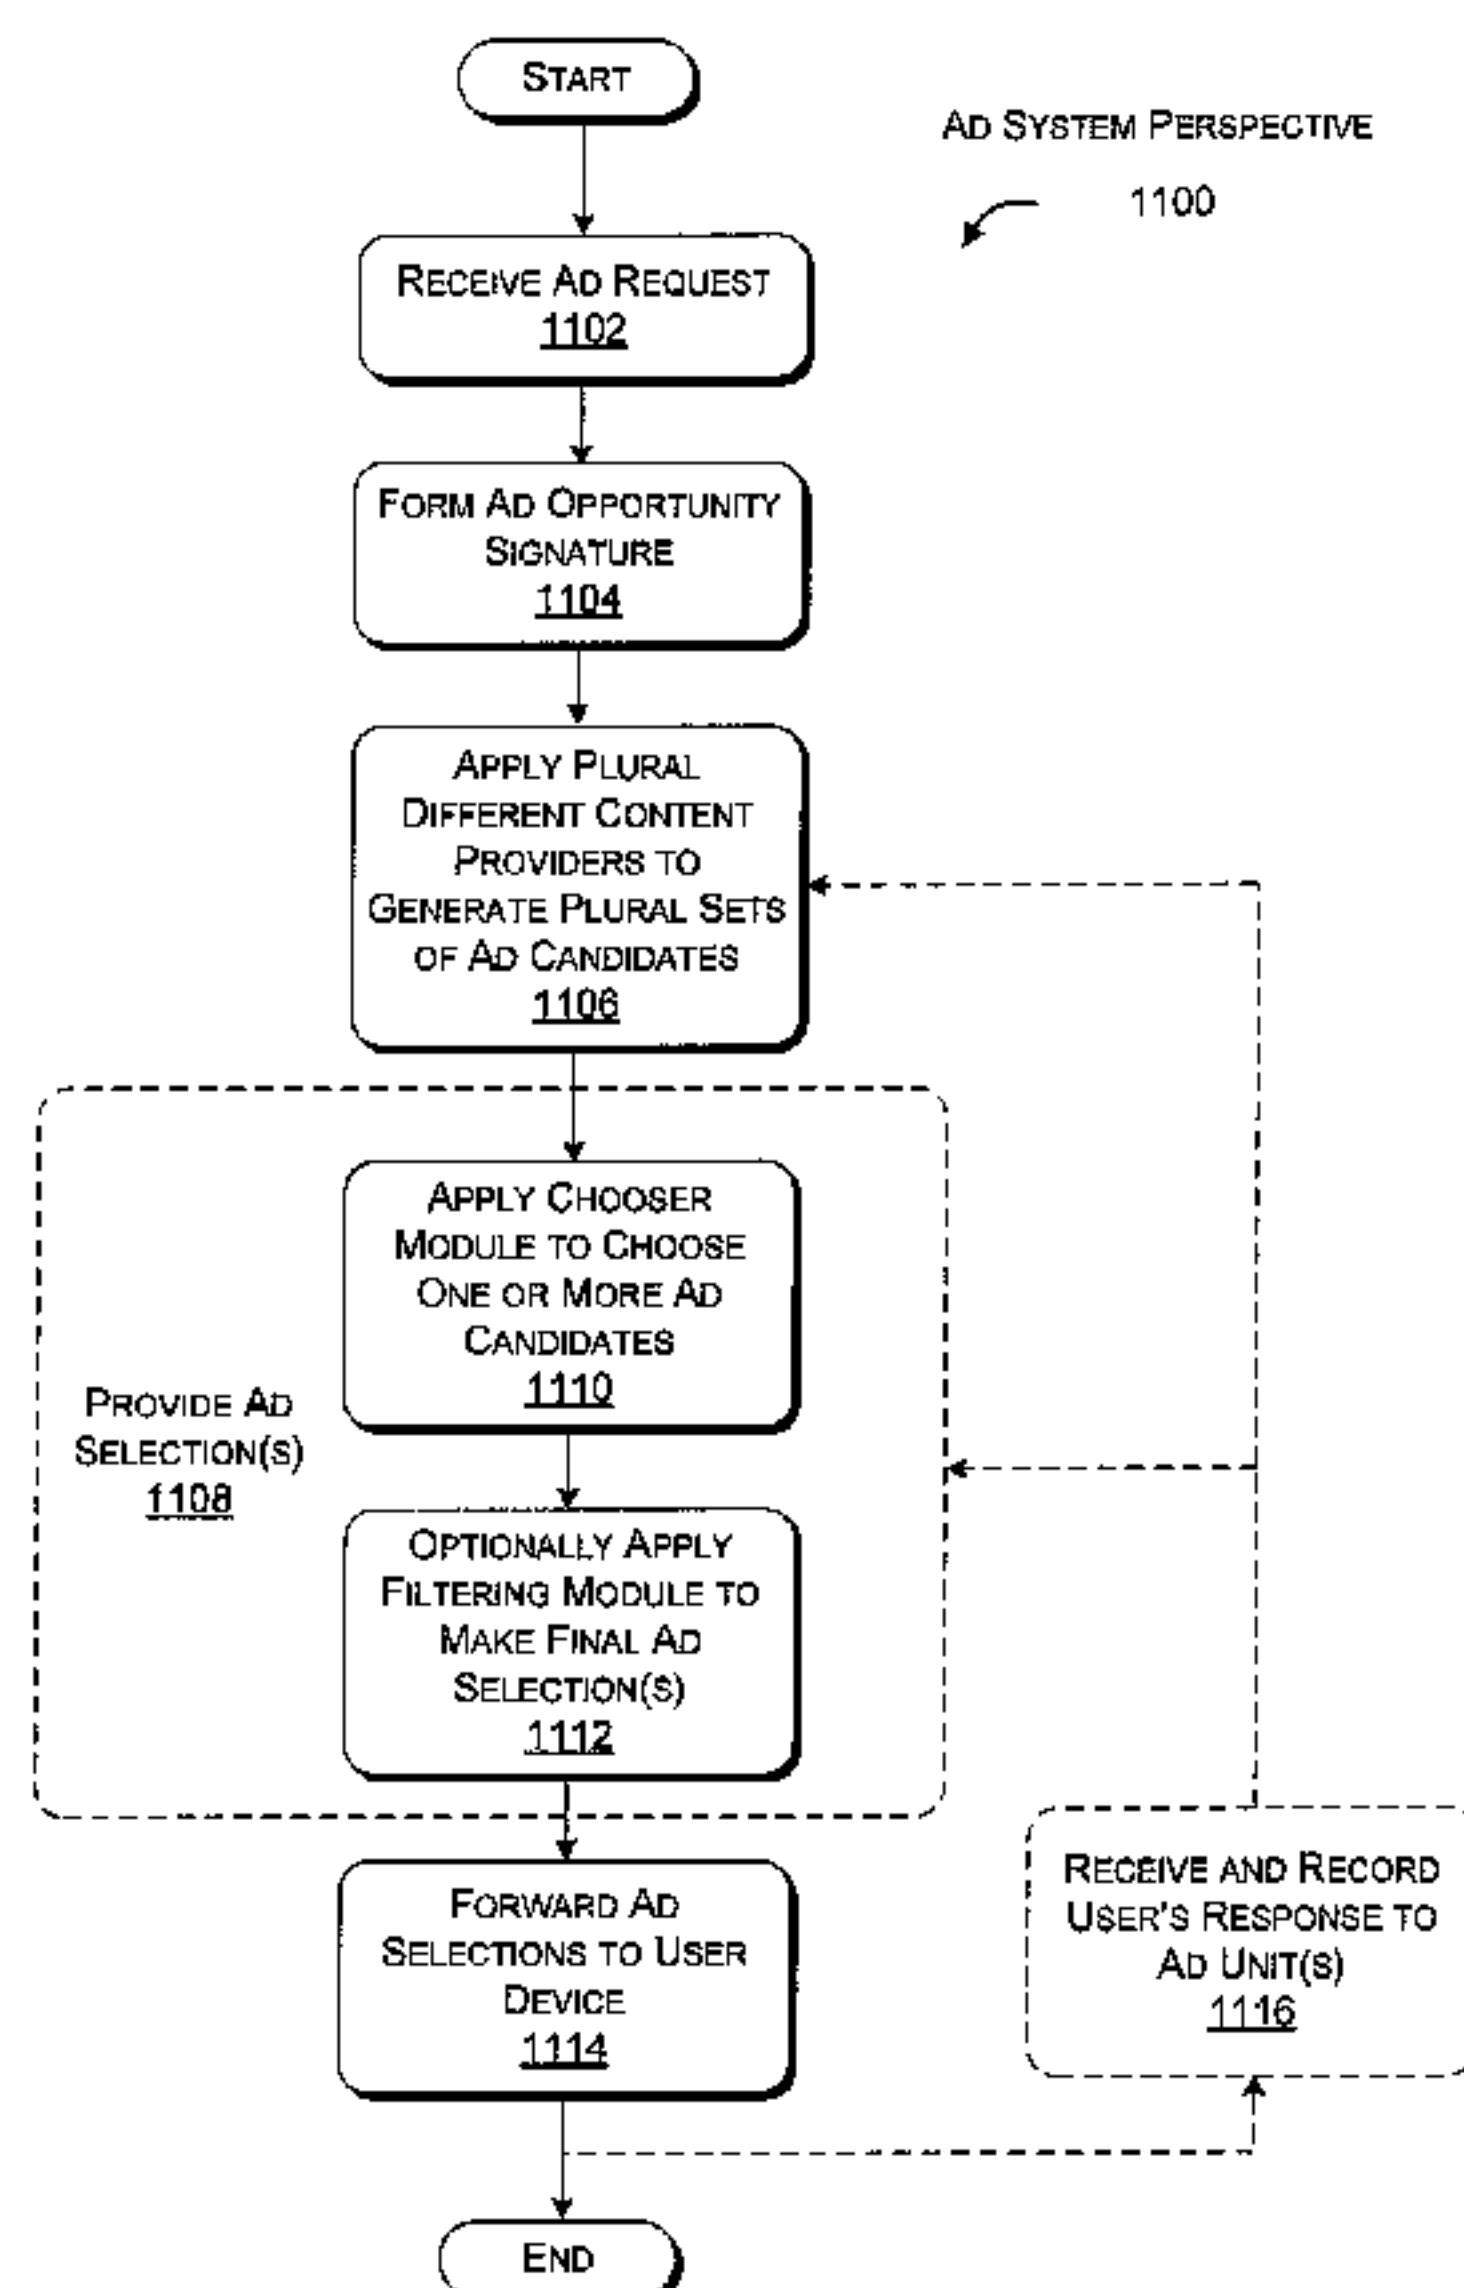 START
AD SYSTEM PERSPECTIVE
1100
RECEIVE AD REQUEST
1102
FORM AD OPPORTUNITY
SIGNATURE
1104
APPLY PLURAL
DIFFERENT CONTENT
PROVIDERS TO
GENERATE PLURAL SETS
OF AD CANDIDATES
1106
APPLY CHOOSER
MODULE TO CHOOSE
ONE OR MORE AD
CANDIDATES
1110
PROVIDE AD
SELECTION(S)
1108
OPTIONALLY APPLY
FILTERING MODULE TO
MAKE FINAL AD
SELECTION(S)
1112
FORWARD AD
SELECTIONS TO USER
DEVICE
1114
RECEIVE AND RECORD
USER'S RESPONSE TO
AD UNIT(S)
1116
END